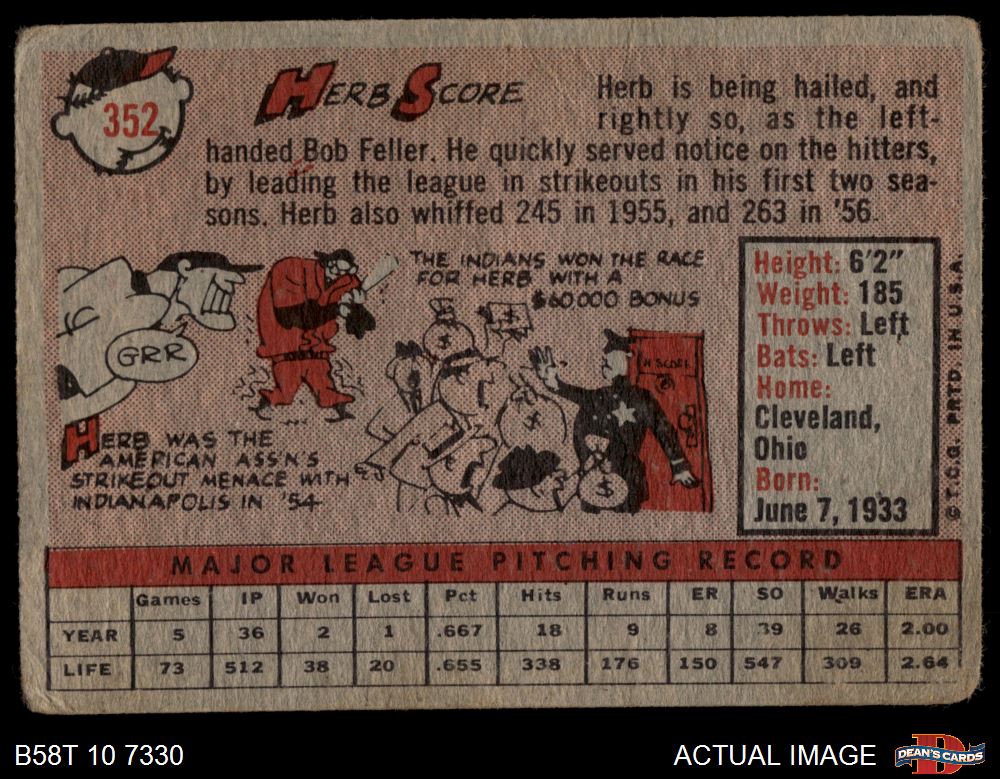 352
HERB SCORE
Herb is being hailed, and
rightly so, as the left-
handed Bob Feller. He quickly served notice on the hitters,
by leading the league in strikeouts in his first two sea-
sons. Herb also whiffed 245 in 1955, and 263 in '56.
GRR
HERB WAS THE
AMERICAN ASSN'S
STRIKEOUT MENACE WITH
INDIANAPOLIS IN '54
THE INDIANS WON THE RACE
FOR HERB WITH A
$60000 BONUS
$
$
$
$
$
$
H SCORE
Height: 6'2"
Weight: 185
Throws: Left
Bats: Left
Home:
Cleveland,
Ohio
Born:
June 7, 1933
© T.C.G. PRTD. IN U.S.A.
MAJOR LEAGUE PITCHING RECORD
Games IP Won Lost Pct Hits Runs ER SO Walks ERA
YEAR 5 36 2 1 .667 18 9 8 39 26 2.00
LIFE 73 512 38 20 .655 338 176 150 547 309 2.64
B58T 10 7330
ACTUAL IMAGE
D
DEAN'S CARDS